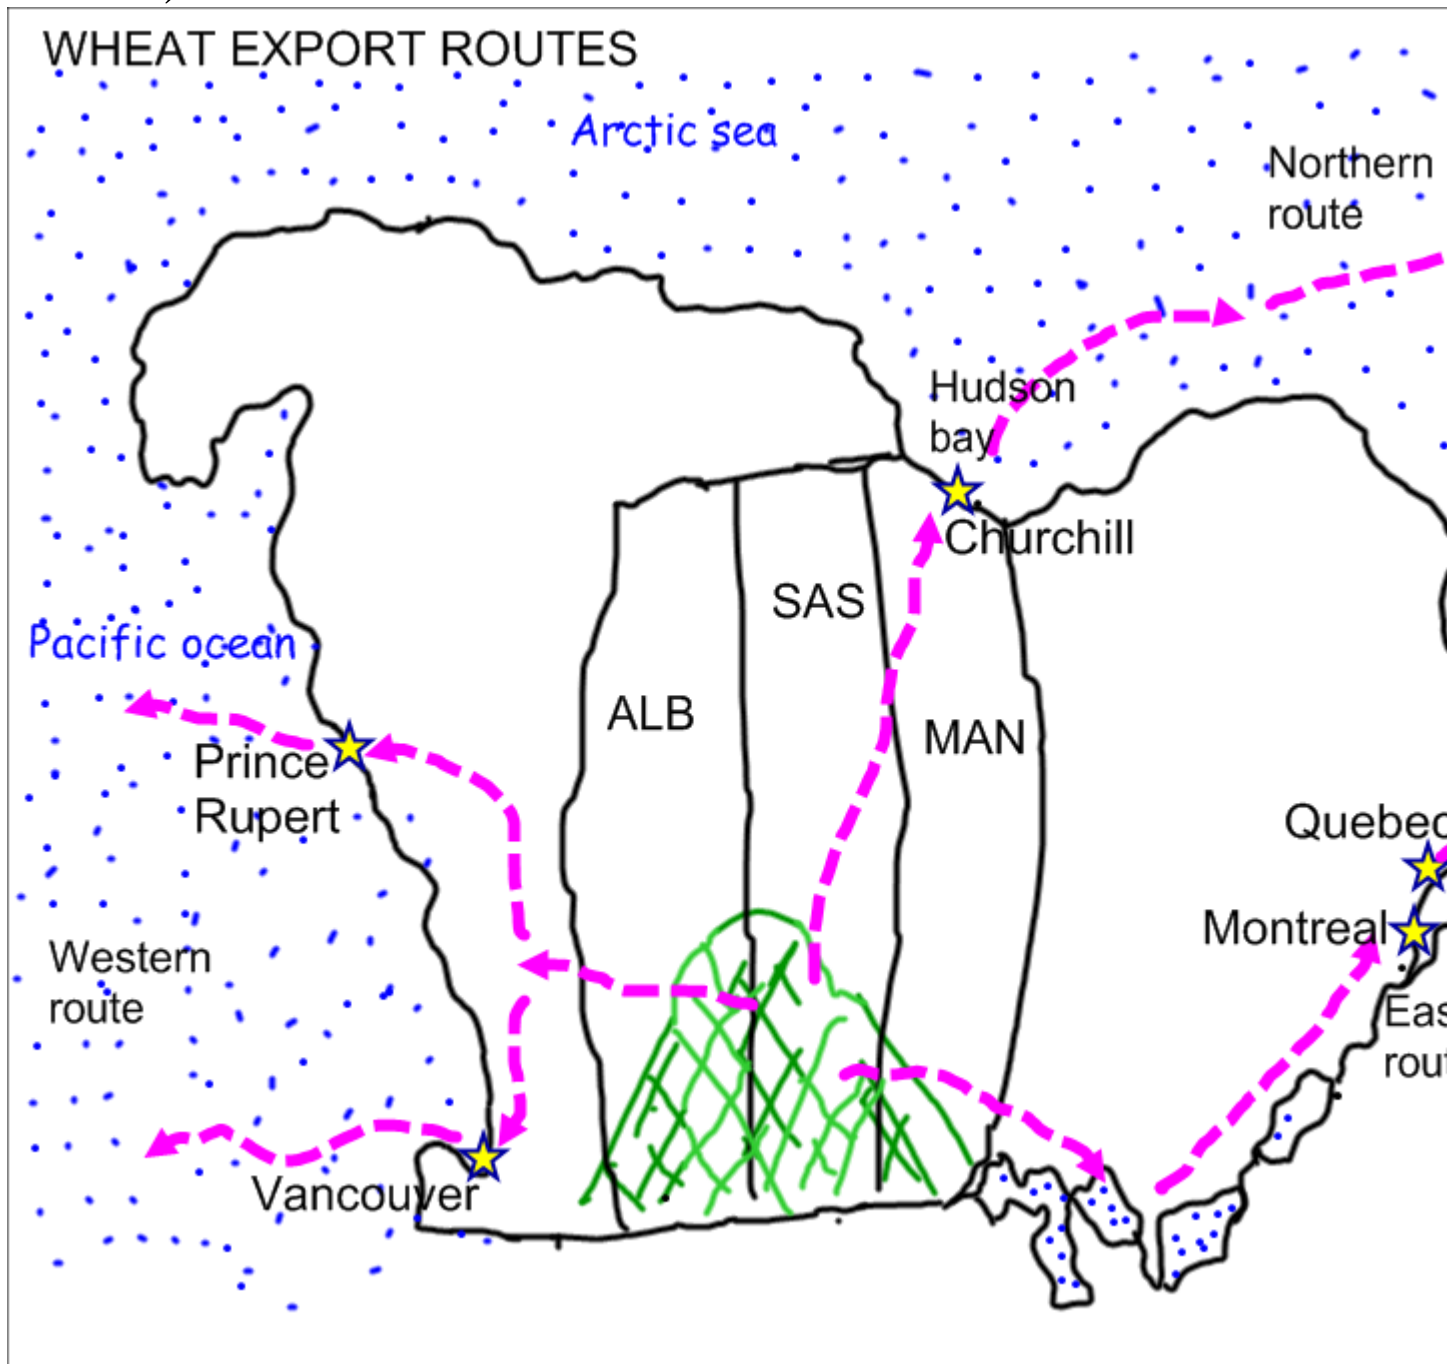 WHEAT EXPORT ROUTES
Arctic sea
Northern
route
Hudson
bay
Churchill
SAS
Pacific ocean
ALB
MAN
Prince
Rupert
Quebec
Montreal
Western
route
Vancouver